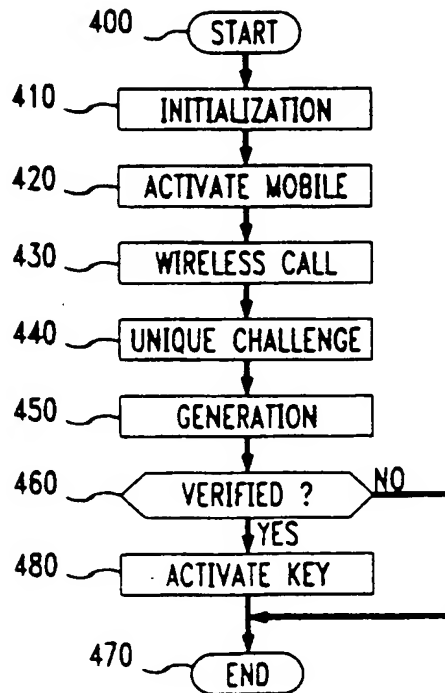 400 START
410 INITIALIZATION
420 ACTIVATE MOBILE
430 WIRELESS CALL
440 UNIQUE CHALLENGE
450 GENERATION
460 VERIFIED ? NO
YES
480 ACTIVATE KEY
470 END